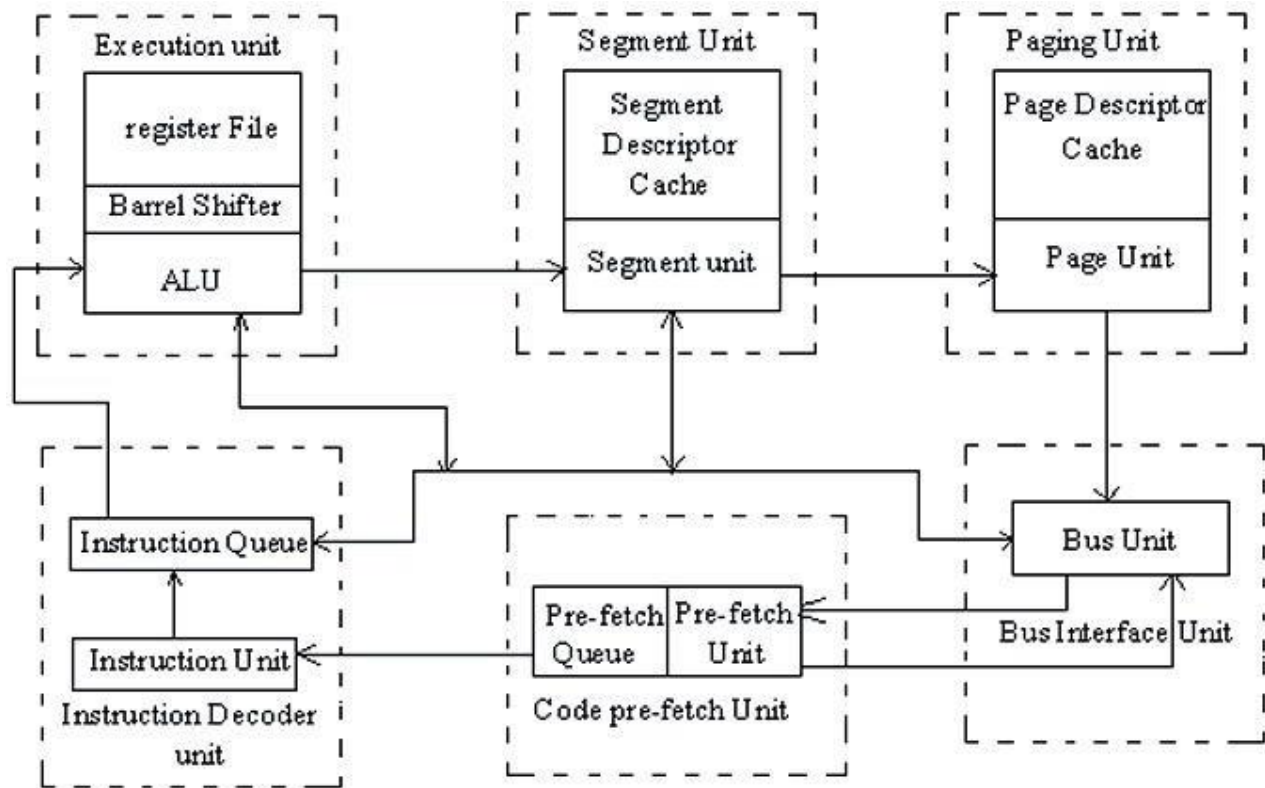 Execution unit
register File
Barrel Shifter
ALU
Segment Unit
Segment
Descriptor
Cache
Segment unit
Paging Unit
Page Descriptor
Cache
Page Unit
Instruction Queue
Instruction Unit
Instruction Decoder
unit
Pre-fetch
Queue
Pre-fetch
Unit
Code pre-fetch Unit
Bus Unit
Bus Interface Unit